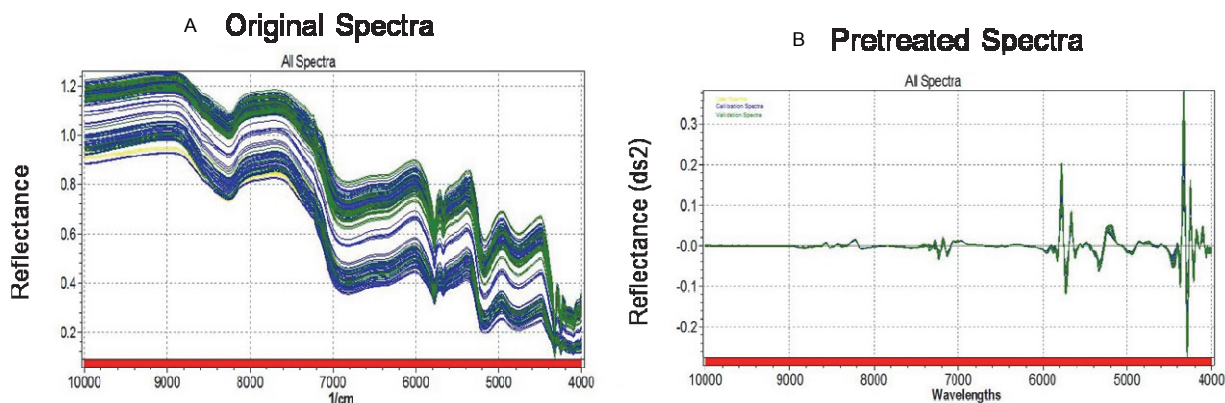 A Original Spectra
All Spectra
Reflectance
1.2
1.0
0.8
0.6
0.4
0.2
10000 9000 8000 7000 6000 5000 4000
1/cm
B Pretreated Spectra
All Spectra
Calibration Spectra
Validation Spectra
Reflectance (ds2)
0.3
0.2
0.1
-0.0
-0.1
-0.2
10000 9000 8000 7000 6000 5000 4000
Wavelengths